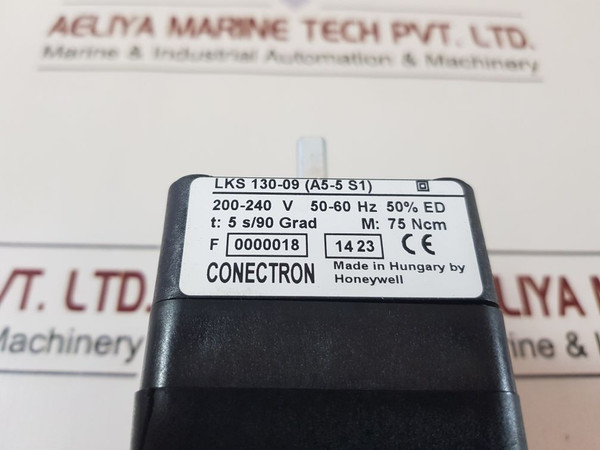 AELIYA MARINE TECH PVT. LTD.
Marine & Industrial Automation & Machinery
LKS 130-09 (A5-5 S1)
200-240 V 50-60 Hz 50% ED
t: 5 s/90 Grad M: 75 Ncm
F 0000018 14 23 CE
CONECTRON Made in Hungary by
Honeywell
VT. LTD.
Machinery
ELIYA MA
ine & In